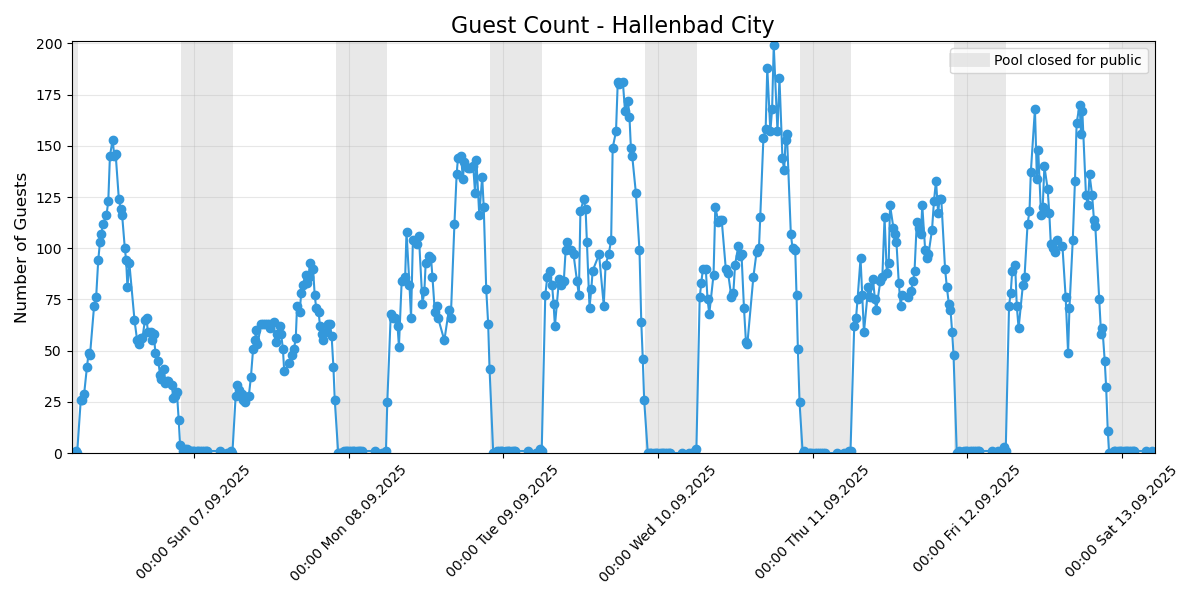 Guest Count - Hallenbad City
Pool closed for public
Number of Guests
200
175
150
125
100
75
50
25
0
00:00 Sun 07.09.2025
00:00 Mon 08.09.2025
00:00 Tue 09.09.2025
00:00 Wed 10.09.2025
00:00 Thu 11.09.2025
00:00 Fri 12.09.2025
00:00 Sat 13.09.2025